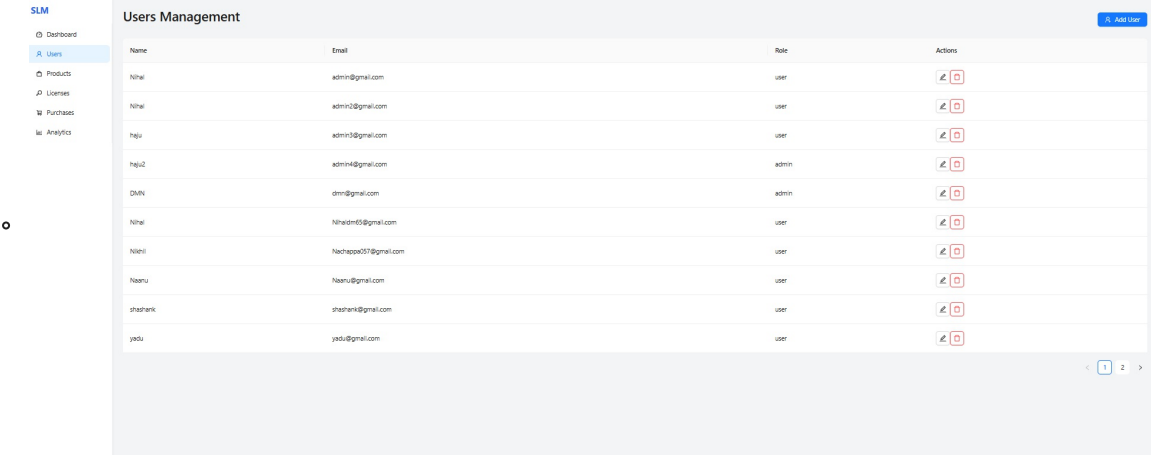 SLM
Dashboard
Users
Products
Licenses
Purchases
Analytics
Users Management
Add User
Name Email Role Actions
Nihal admin@gmail.com user
Nihal admin2@gmail.com user
haju admin3@gmail.com user
haju2 admin4@gmail.com admin
DMN dmn@gmail.com admin
Nihal Nihaldm65@gmail.com user
Nikhil Nachappa057@gmail.com user
Naanu Naanu@gmail.com user
shashank shashank@gmail.com user
yadu yadu@gmail.com user
< 1 2 >